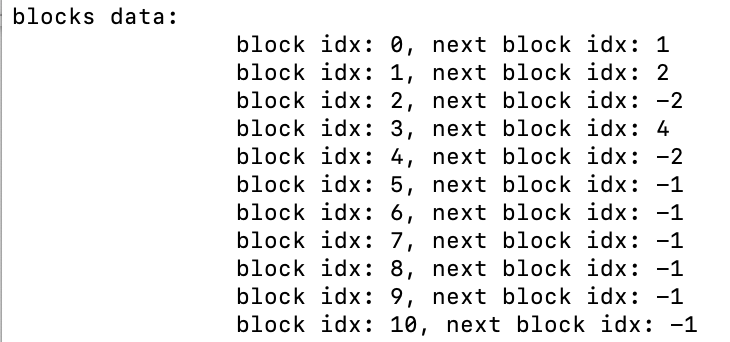 blocks data:
block idx: 0, next block idx: 1
block idx: 1, next block idx: 2
block idx: 2, next block idx: -2
block idx: 3, next block idx: 4
block idx: 4, next block idx: -2
block idx: 5, next block idx: -1
block idx: 6, next block idx: -1
block idx: 7, next block idx: -1
block idx: 8, next block idx: -1
block idx: 9, next block idx: -1
block idx: 10, next block idx: -1